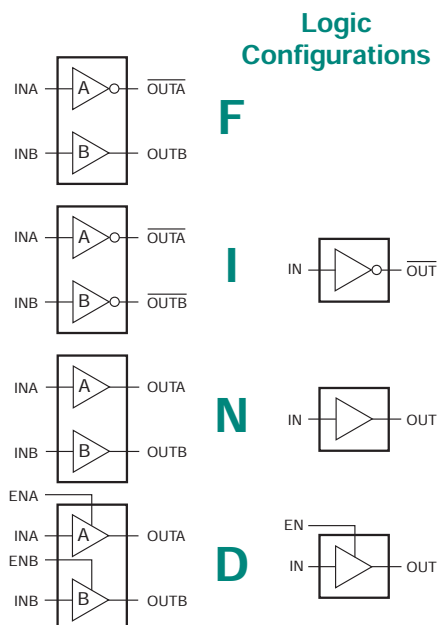 Logic
Configurations
INA A OUTA
F
INB B OUTB
INA A OUTA
I
IN OUT
INB B OUTB
INA A OUTA
N
IN OUT
INB B OUTB
ENA
INA A OUTA
EN
ENB
D
IN OUT
INB B OUTB